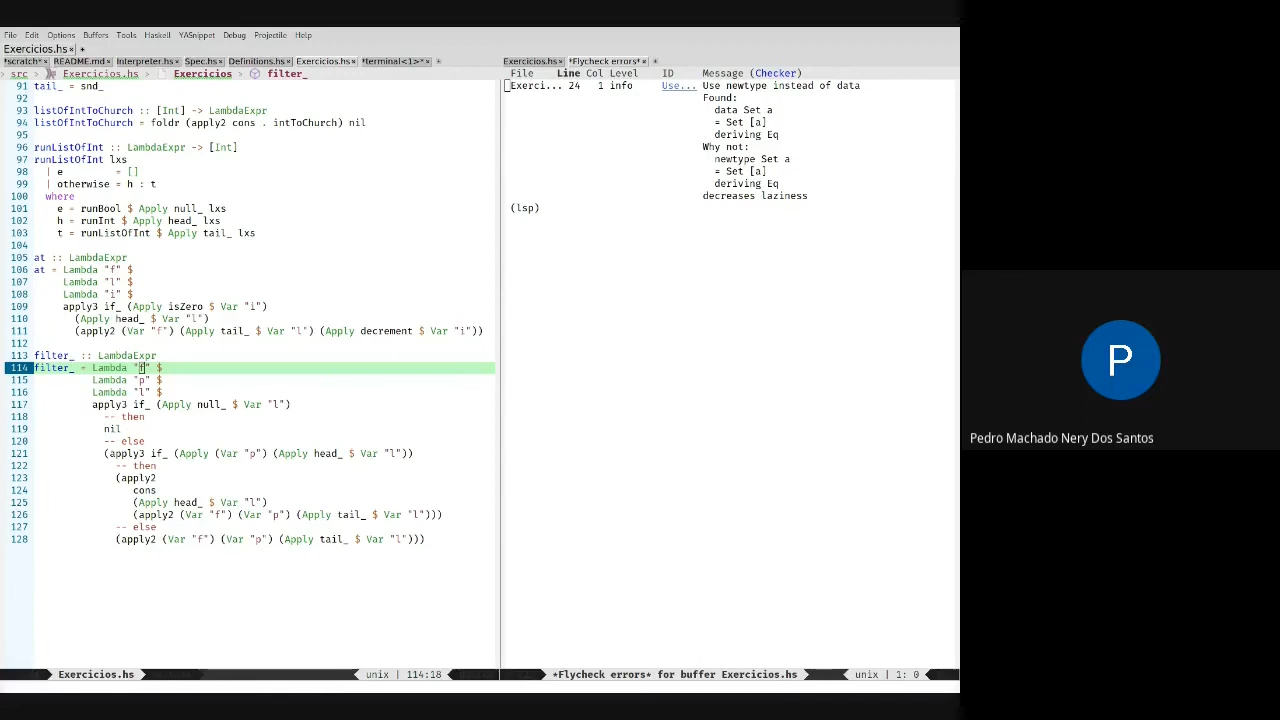 File Edit Options Buffers Tools Haskell YASnippet Debug Projectile Help
Exercicios.hs× +
*scratch*× README.md× Interpreter.hs× Spec.hs× Definitions.hs× Exercicios.hs× *terminal<1>*× +
src > Exercicios.hs > Exercicios > filter_
91 tail_ = snd_
92
93 listOfIntToChurch :: [Int] -> LambdaExpr
94 listOfIntToChurch = foldr (apply2 cons . intToChurch) nil
95
96 runListOfInt :: LambdaExpr -> [Int]
97 runListOfInt lxs
98   | e         = []
99   | otherwise = h : t
100   where
101     e = runBool $ Apply null_ lxs
102     h = runInt $ Apply head_ lxs
103     t = runListOfInt $ Apply tail_ lxs
104
105 at :: LambdaExpr
106 at = Lambda "f" $
107      Lambda "l" $
108      Lambda "i" $
109      apply3 if_ (Apply isZero $ Var "i")
110        (Apply head_ $ Var "l")
111        (apply2 (Var "f") (Apply tail_ $ Var "l") (Apply decrement $ Var "i"))
112
113 filter_ :: LambdaExpr
114 filter_ = Lambda "f" $
115           Lambda "p" $
116           Lambda "l" $
117           apply3 if_ (Apply null_ $ Var "l")
118             -- then
119             nil
120             -- else
121             (apply3 if_ (Apply (Var "p") (Apply head_ $ Var "l"))
122               -- then
123               (apply2
124                  cons
125                  (Apply head_ $ Var "l")
126                  (apply2 (Var "f") (Var "p") (Apply tail_ $ Var "l")))
127               -- else
128               (apply2 (Var "f") (Var "p") (Apply tail_ $ Var "l")))
Exercicios.hs unix | 114:18
Exercicios.hs× *Flycheck errors*× +
File Line Col Level ID Message (Checker)
Exerci... 24 1 info Use... Use newtype instead of data
Found:
  data Set a
  = Set [a]
  deriving Eq
Why not:
  newtype Set a
  = Set [a]
  deriving Eq
decreases laziness
(lsp)
*Flycheck errors* for buffer Exercicios.hs unix | 1: 0
P
Pedro Machado Nery Dos Santos